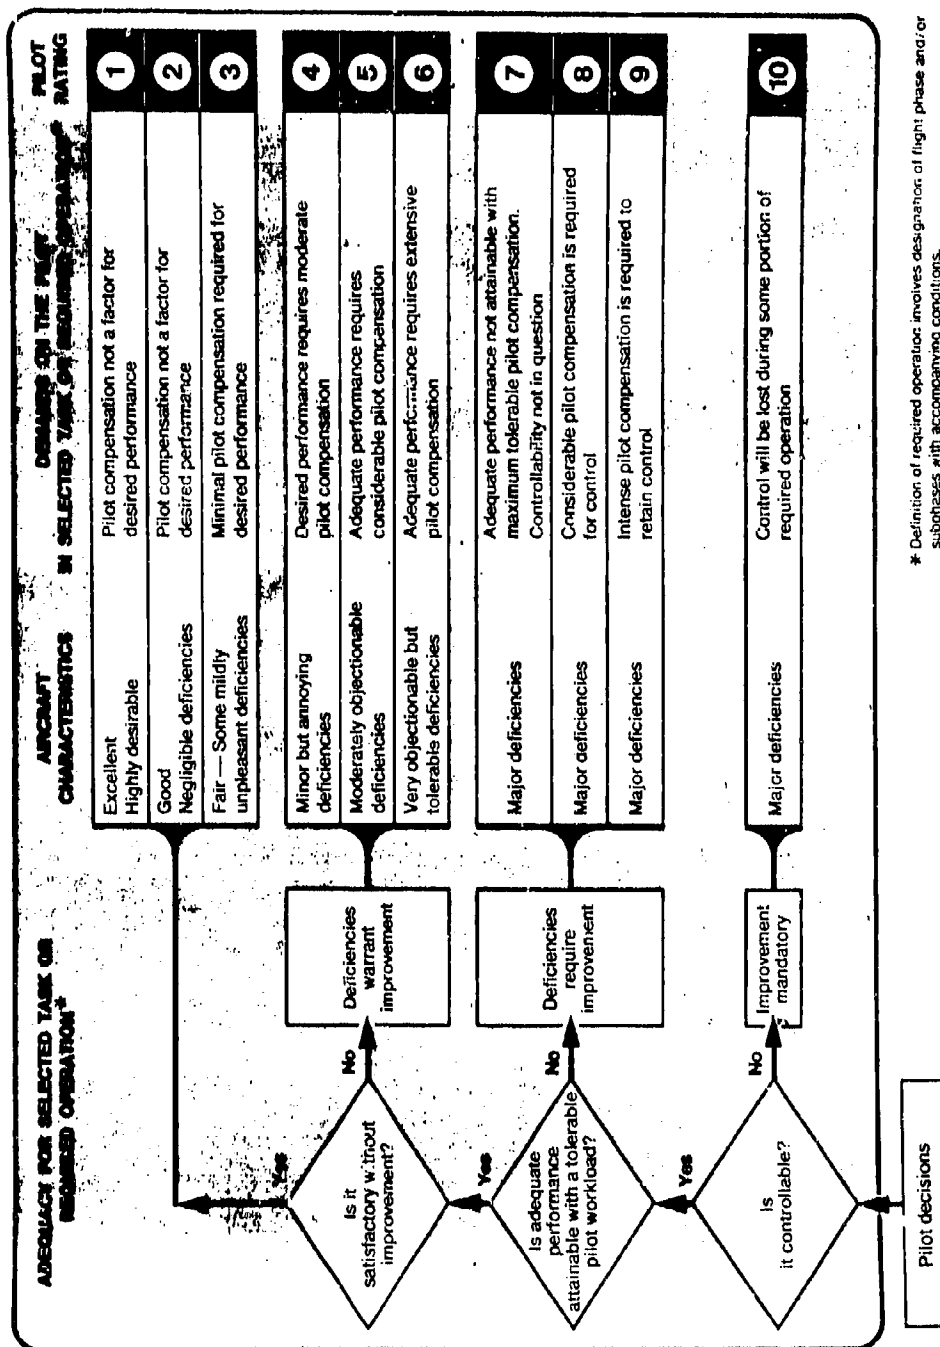 ADEQUACY FOR SELECTED TASK OR
REQUIRED OPERATION*
AIRCRAFT
CHARACTERISTICS
DEMANDS ON THE PILOT
IN SELECTED TASK OR REQUIRED OPERATION*
PILOT
RATING
Excellent
Highly desirable
Pilot compensation not a factor for
desired performance
1
Good
Negligible deficiencies
Pilot compensation not a factor for
desired performance
2
Fair — Some mildly
unpleasant deficiencies
Minimal pilot compensation required for
desired performance
3
Yes
Is it
satisfactory without
improvement?
No
Deficiencies
warrant
improvement
Minor but annoying
deficiencies
Desired performance requires moderate
pilot compensation
4
Moderately objectionable
deficiencies
Adequate performance requires
considerable pilot compensation
5
Very objectionable but
tolerable deficiencies
Adequate performance requires extensive
pilot compensation
6
Yes
Is adequate
performance
attainable with a tolerable
pilot workload?
No
Deficiencies
require
improvement
Major deficiencies
Adequate performance not attainable with
maximum tolerable pilot compensation.
Controllability not in question
7
Major deficiencies
Considerable pilot compensation is required
for control
8
Major deficiencies
Intense pilot compensation is required to
retain control
9
Yes
Is
it controllable?
No
Improvement
mandatory
Major deficiencies
Control will be lost during some portion of
required operation
10
Pilot decisions
* Definition of required operation involves designation of flight phase and/or
subphases with accompanying conditions.